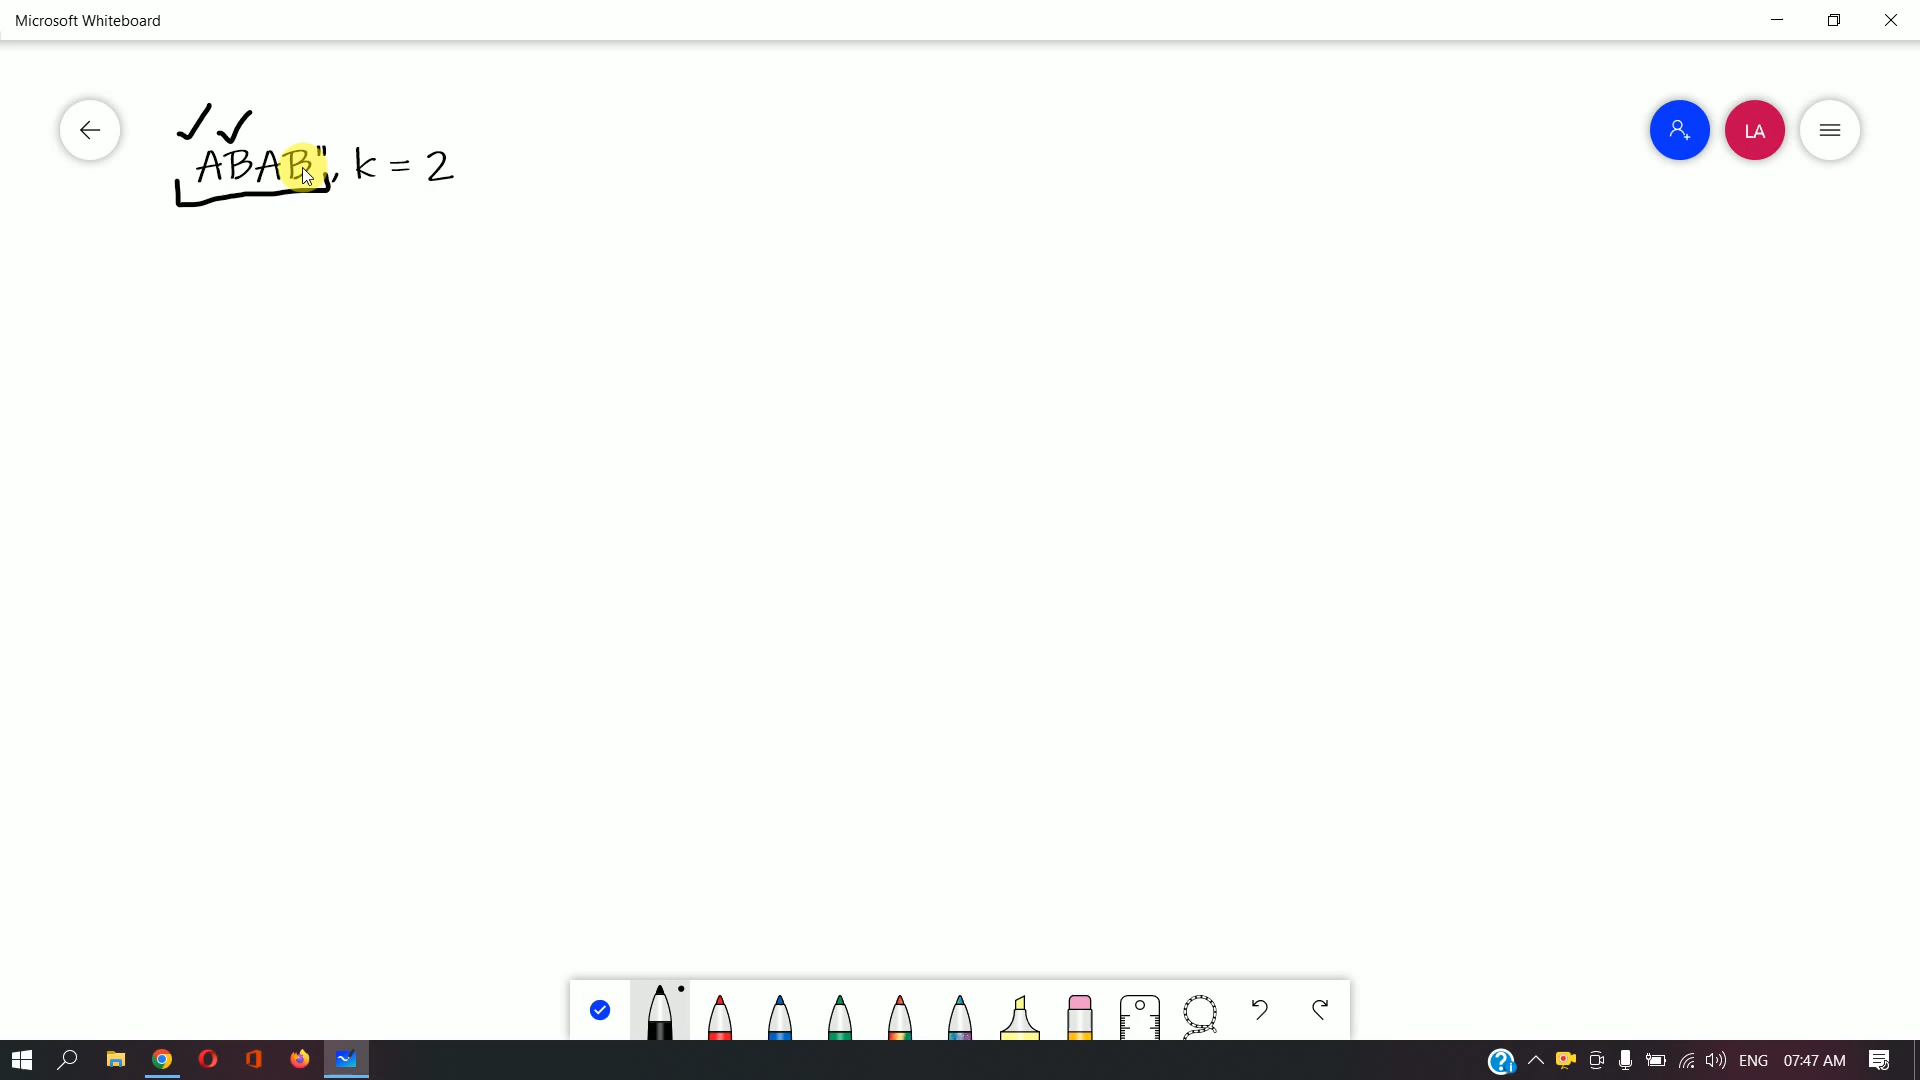 Microsoft Whiteboard
LA
ABAB", k = 2
ENG 07:47 AM